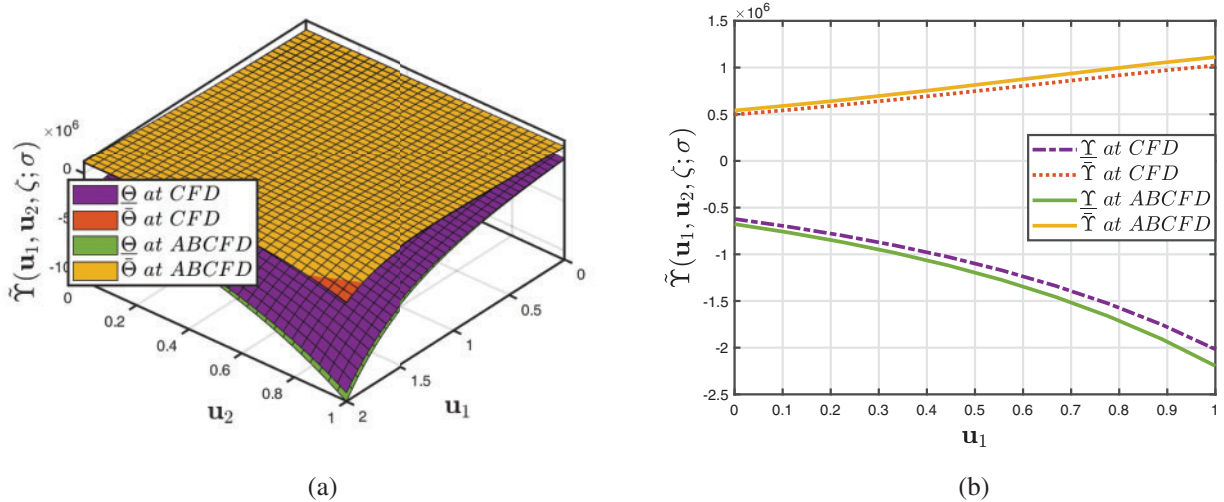 ×10⁶
0
-5
-10
Υ̃(u₁, u₂, ζ; σ)
Θ̲ at CFD
Θ̄ at CFD
Θ̲ at ABCFD
Θ̄ at ABCFD
0
0.2
0.4
0.6
0.8
1
u₂
2
1.5
1
0.5
0
u₁
(a)
×10⁶
1.5
1
0.5
0
-0.5
-1
-1.5
-2
-2.5
Υ̃(u₁, u₂, ζ; σ)
Υ̲ at CFD
Ῡ at CFD
Υ̲ at ABCFD
Ῡ at ABCFD
0 0.1 0.2 0.3 0.4 0.5 0.6 0.7 0.8 0.9 1
u₁
(b)